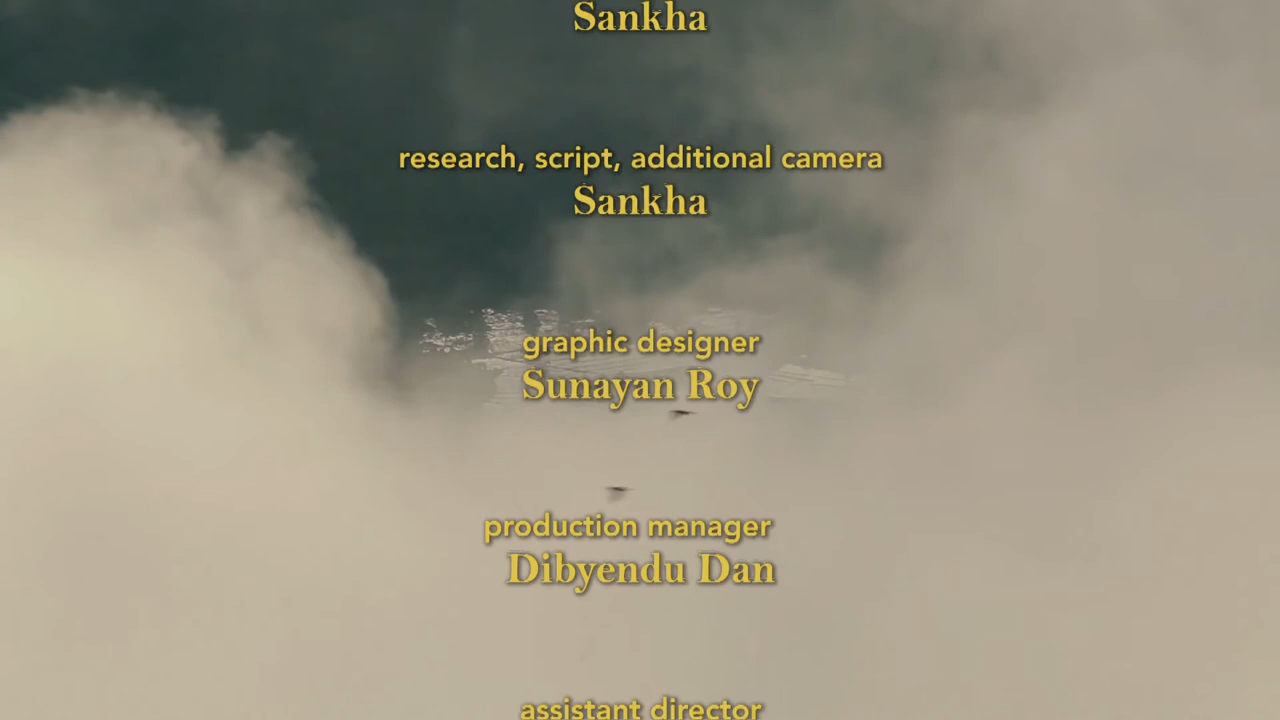 Sankha
research, script, additional camera
Sankha
graphic designer
Sunayan Roy
production manager
Dibyendu Dan
assistant director